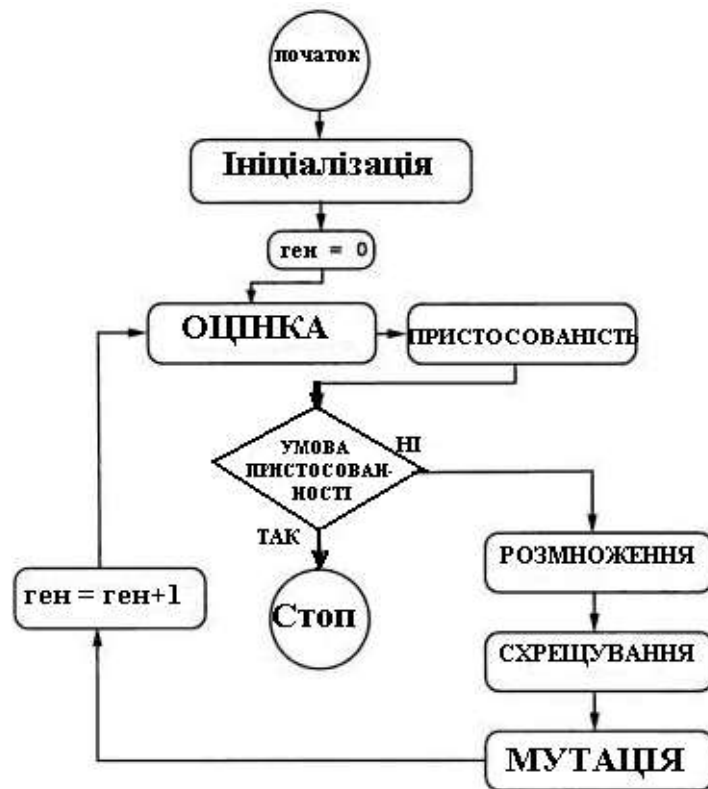 початок
Ініціалізація
ген = 0
ОЦІНКА
ПРИСТОСОВАНІСТЬ
УМОВА
ПРИСТОСОВАН-
НОСТІ
НІ
ТАК
Стоп
РОЗМНОЖЕННЯ
СХРЕЩУВАННЯ
МУТАЦІЯ
ген = ген+1